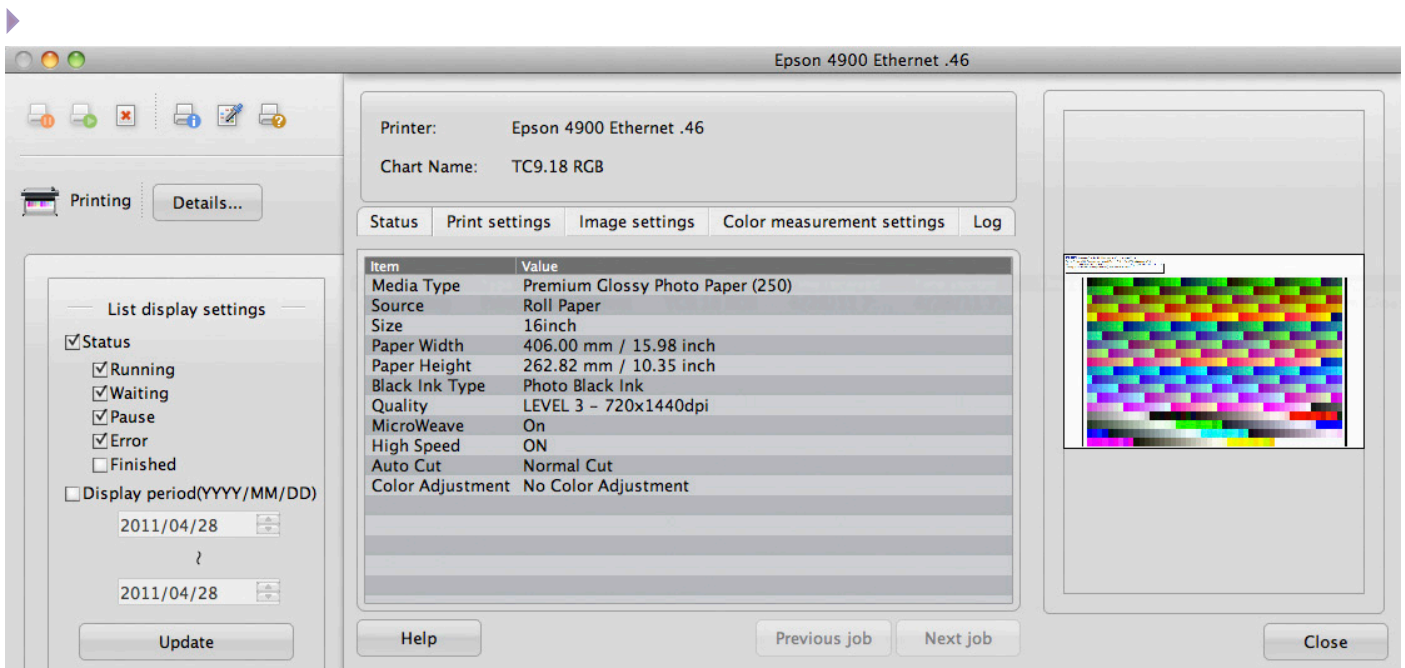 Epson 4900 Ethernet .46
Printing
Details...
List display settings
Status
Running
Waiting
Pause
Error
Finished
Display period(YYYY/MM/DD)
2011/04/28
~
2011/04/28
Update
Printer: Epson 4900 Ethernet .46
Chart Name: TC9.18 RGB
Status Print settings Image settings Color measurement settings Log
Item Value
Media Type Premium Glossy Photo Paper (250)
Source Roll Paper
Size 16inch
Paper Width 406.00 mm / 15.98 inch
Paper Height 262.82 mm / 10.35 inch
Black Ink Type Photo Black Ink
Quality LEVEL 3 – 720x1440dpi
MicroWeave On
High Speed ON
Auto Cut Normal Cut
Color Adjustment No Color Adjustment
Help
Previous job
Next job
Close